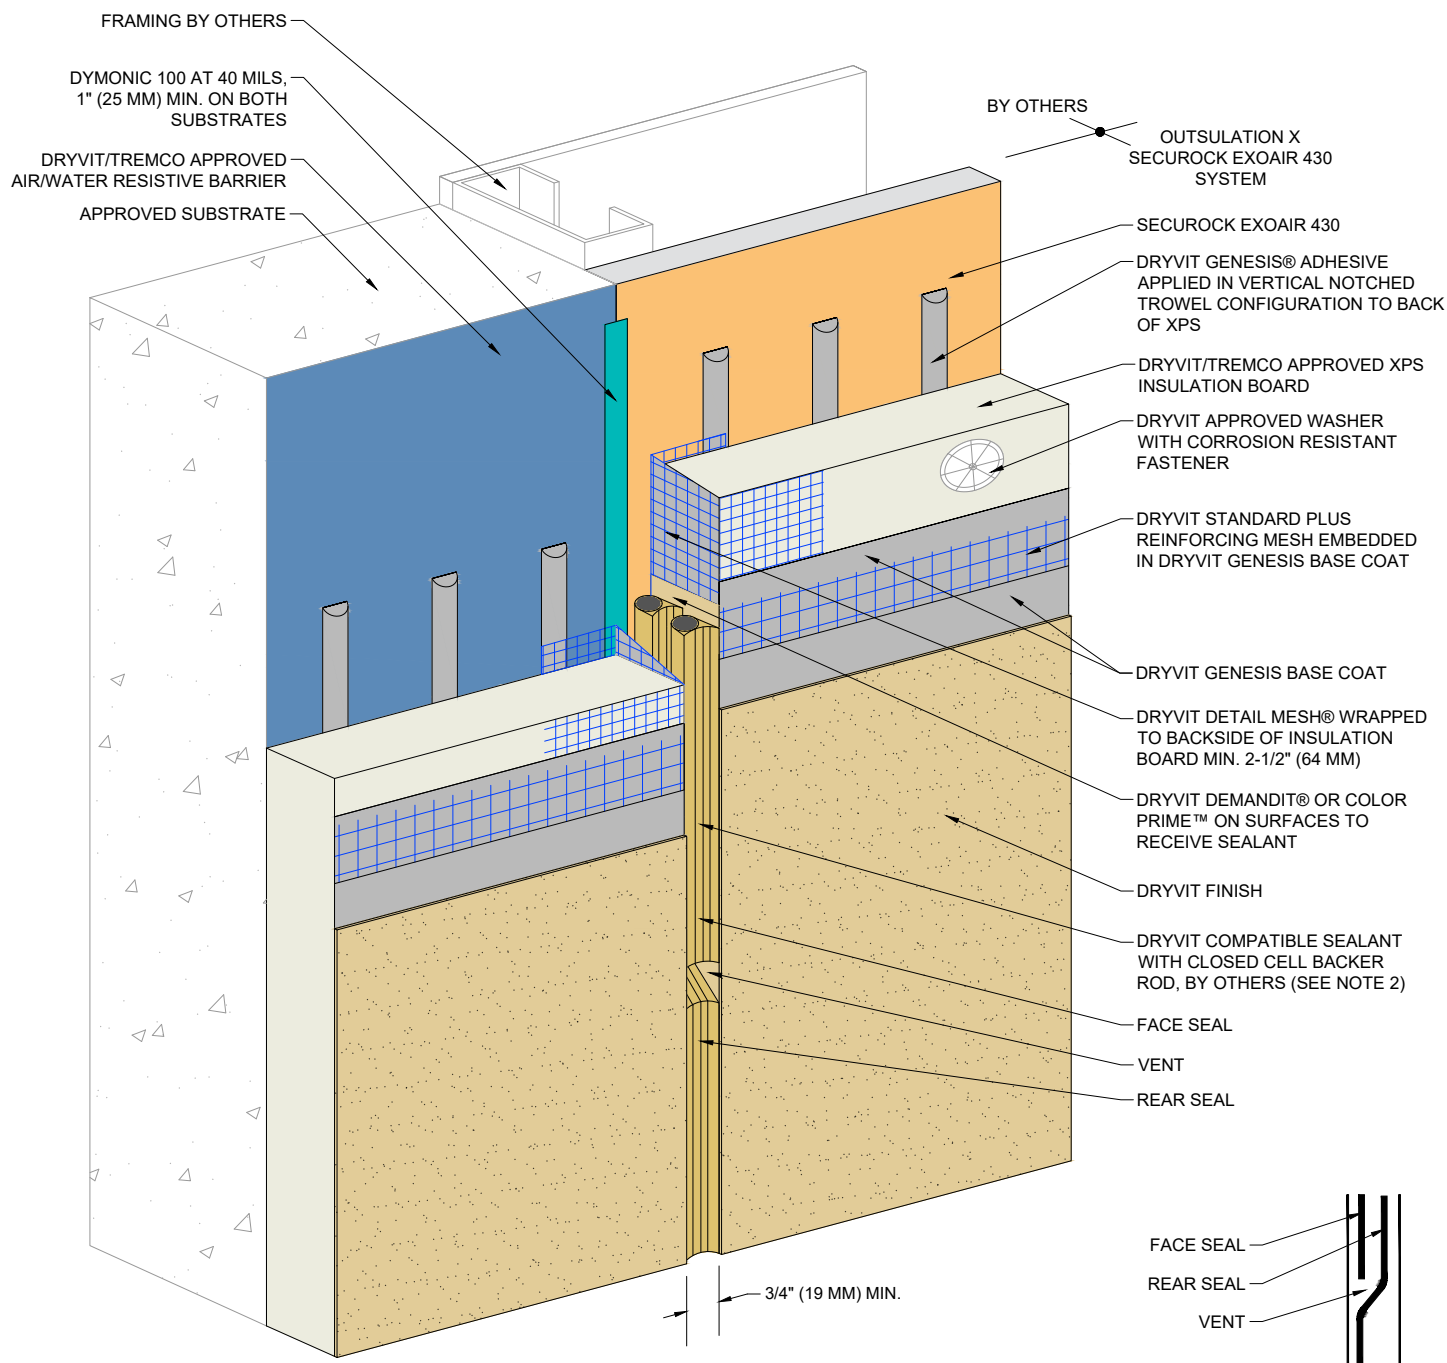 FRAMING BY OTHERS
DYMONIC 100 AT 40 MILS,
1" (25 MM) MIN. ON BOTH
SUBSTRATES
DRYVIT/TREMCO APPROVED
AIR/WATER RESISTIVE BARRIER
APPROVED SUBSTRATE
BY OTHERS
OUTSULATION X
SECUROCK EXOAIR 430
SYSTEM
SECUROCK EXOAIR 430
DRYVIT GENESIS® ADHESIVE
APPLIED IN VERTICAL NOTCHED
TROWEL CONFIGURATION TO BACK
OF XPS
DRYVIT/TREMCO APPROVED XPS
INSULATION BOARD
DRYVIT APPROVED WASHER
WITH CORROSION RESISTANT
FASTENER
DRYVIT STANDARD PLUS
REINFORCING MESH EMBEDDED
IN DRYVIT GENESIS BASE COAT
DRYVIT GENESIS BASE COAT
DRYVIT DETAIL MESH® WRAPPED
TO BACKSIDE OF INSULATION
BOARD MIN. 2-1/2" (64 MM)
DRYVIT DEMANDIT® OR COLOR
PRIME™ ON SURFACES TO
RECEIVE SEALANT
DRYVIT FINISH
DRYVIT COMPATIBLE SEALANT
WITH CLOSED CELL BACKER
ROD, BY OTHERS (SEE NOTE 2)
FACE SEAL
VENT
REAR SEAL
3/4" (19 MM) MIN.
FACE SEAL
REAR SEAL
VENT